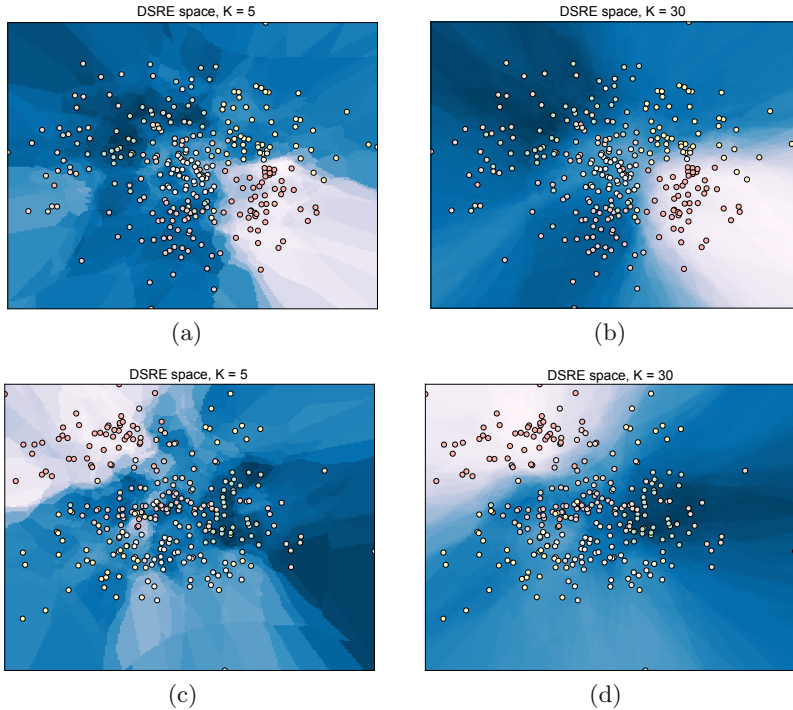 DSRE space, K = 5
DSRE space, K = 30
(a)
(b)
DSRE space, K = 5
DSRE space, K = 30
(c)
(d)